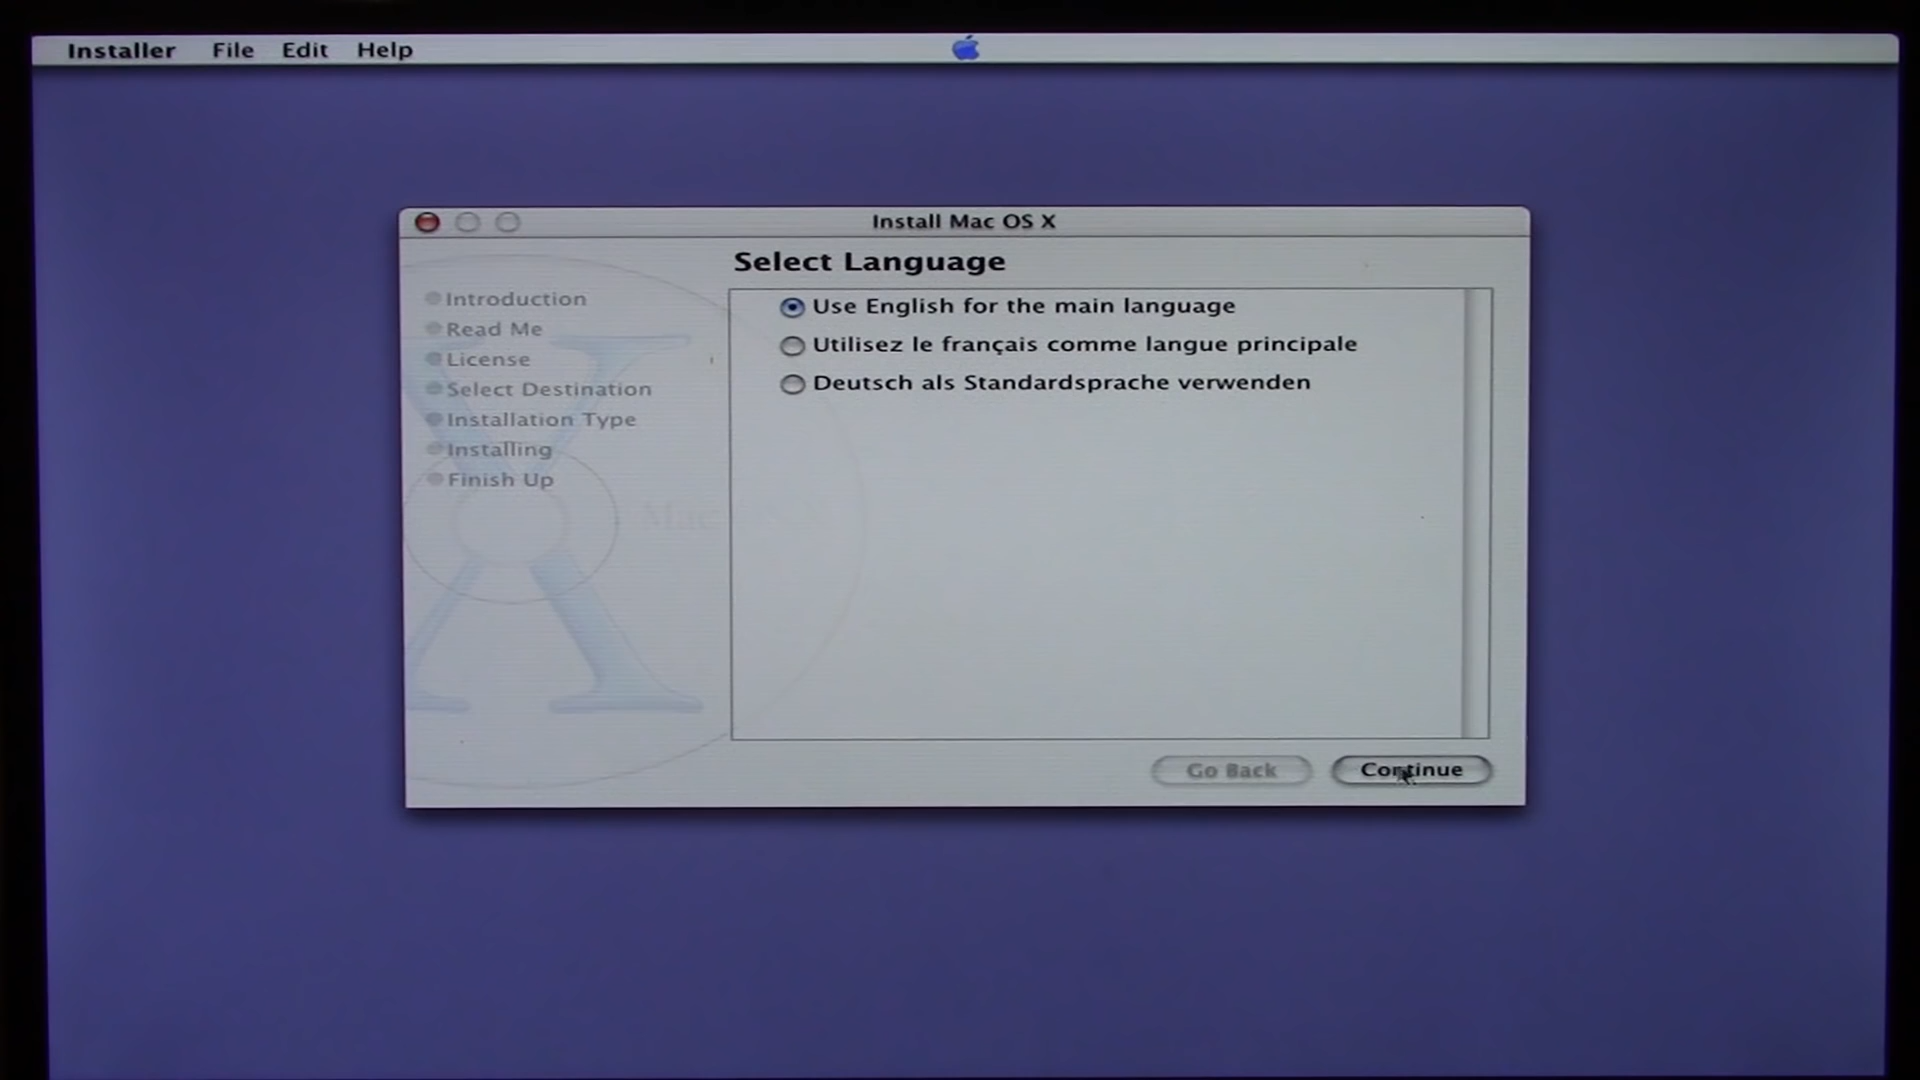 Installer File Edit Help
Install Mac OS X
Select Language
Introduction
Read Me
License
Select Destination
Installation Type
Installing
Finish Up
Use English for the main language
Utilisez le français comme langue principale
Deutsch als Standardsprache verwenden
Mac
Go Back Continue